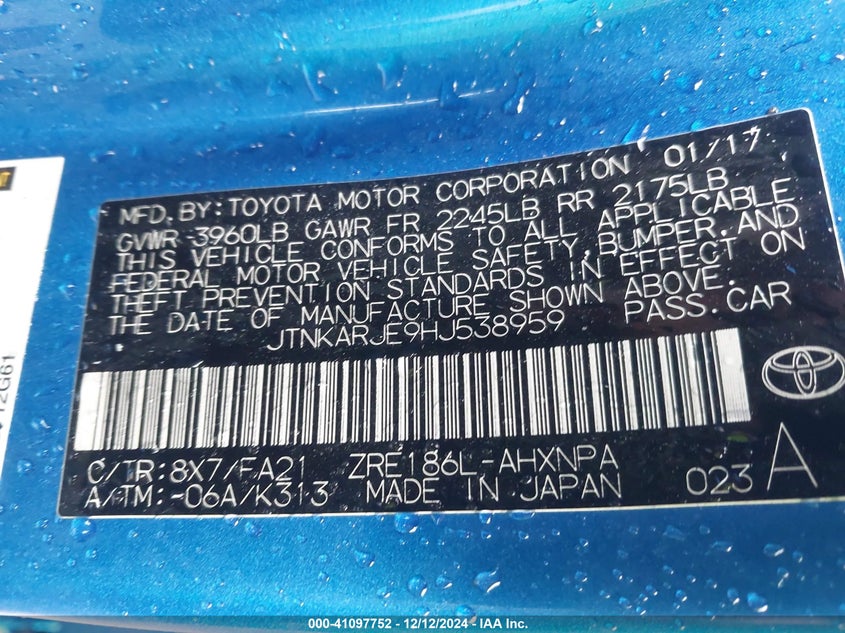 MFD. BY:TOYOTA MOTOR CORPORATION 01/17
GVWR 3960LB GAWR FR 2245LB RR 2175LB
THIS VEHICLE CONFORMS TO ALL APPLICABLE
FEDERAL MOTOR VEHICLE SAFETY,BUMPER,AND
THEFT PREVENTION STANDARDS IN EFFECT ON
THE DATE OF MANUFACTURE SHOWN ABOVE.
JTNKARJE9HJ538959 PASS.CAR
C/TR:8X7/FA21 ZRE186L-AHXNPA
A/TM:-06A/K313 MADE IN JAPAN 023 A
000-41097752 - 12/12/2024 - IAA, Inc.